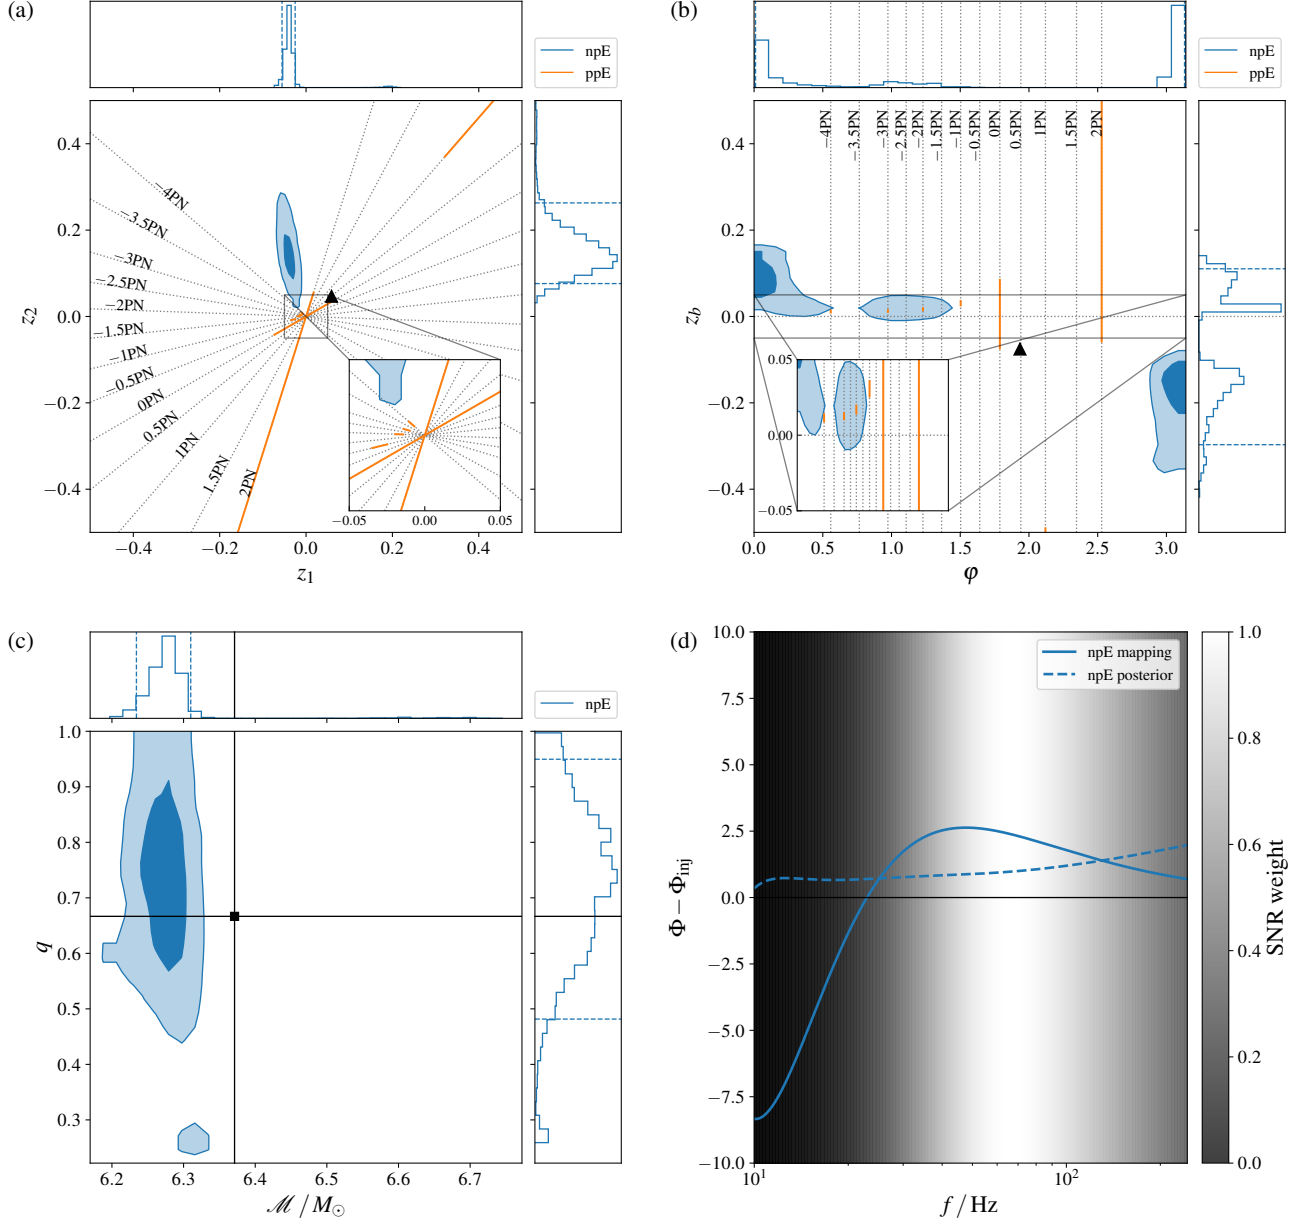 (a)
npE
ppE
0.4
0.2
0.0
−0.2
−0.4
z2
−4PN
−3.5PN
−3PN
−2.5PN
−2PN
−1.5PN
−1PN
−0.5PN
0PN
0.5PN
1PN
1.5PN
2PN
−0.05 0.00 0.05
−0.4 −0.2 0.0 0.2 0.4
z1
(b)
npE
ppE
−4PN
−3.5PN
−3PN
−2.5PN
−2PN
−1.5PN
−1PN
−0.5PN
0PN
0.5PN
1PN
1.5PN
2PN
0.4
0.2
0.0
−0.2
−0.4
zb
0.05
0.00
−0.05
0.0 0.5 1.0 1.5 2.0 2.5 3.0
φ
(c)
npE
1.0
0.9
0.8
0.7
0.6
0.5
0.4
0.3
q
6.2 6.3 6.4 6.5 6.6 6.7
ℳ / M⊙
(d)
npE mapping
npE posterior
10.0
7.5
5.0
2.5
0.0
−2.5
−5.0
−7.5
−10.0
Φ − Φinj
10¹ 10²
f / Hz
1.0
0.8
0.6
0.4
0.2
0.0
SNR weight